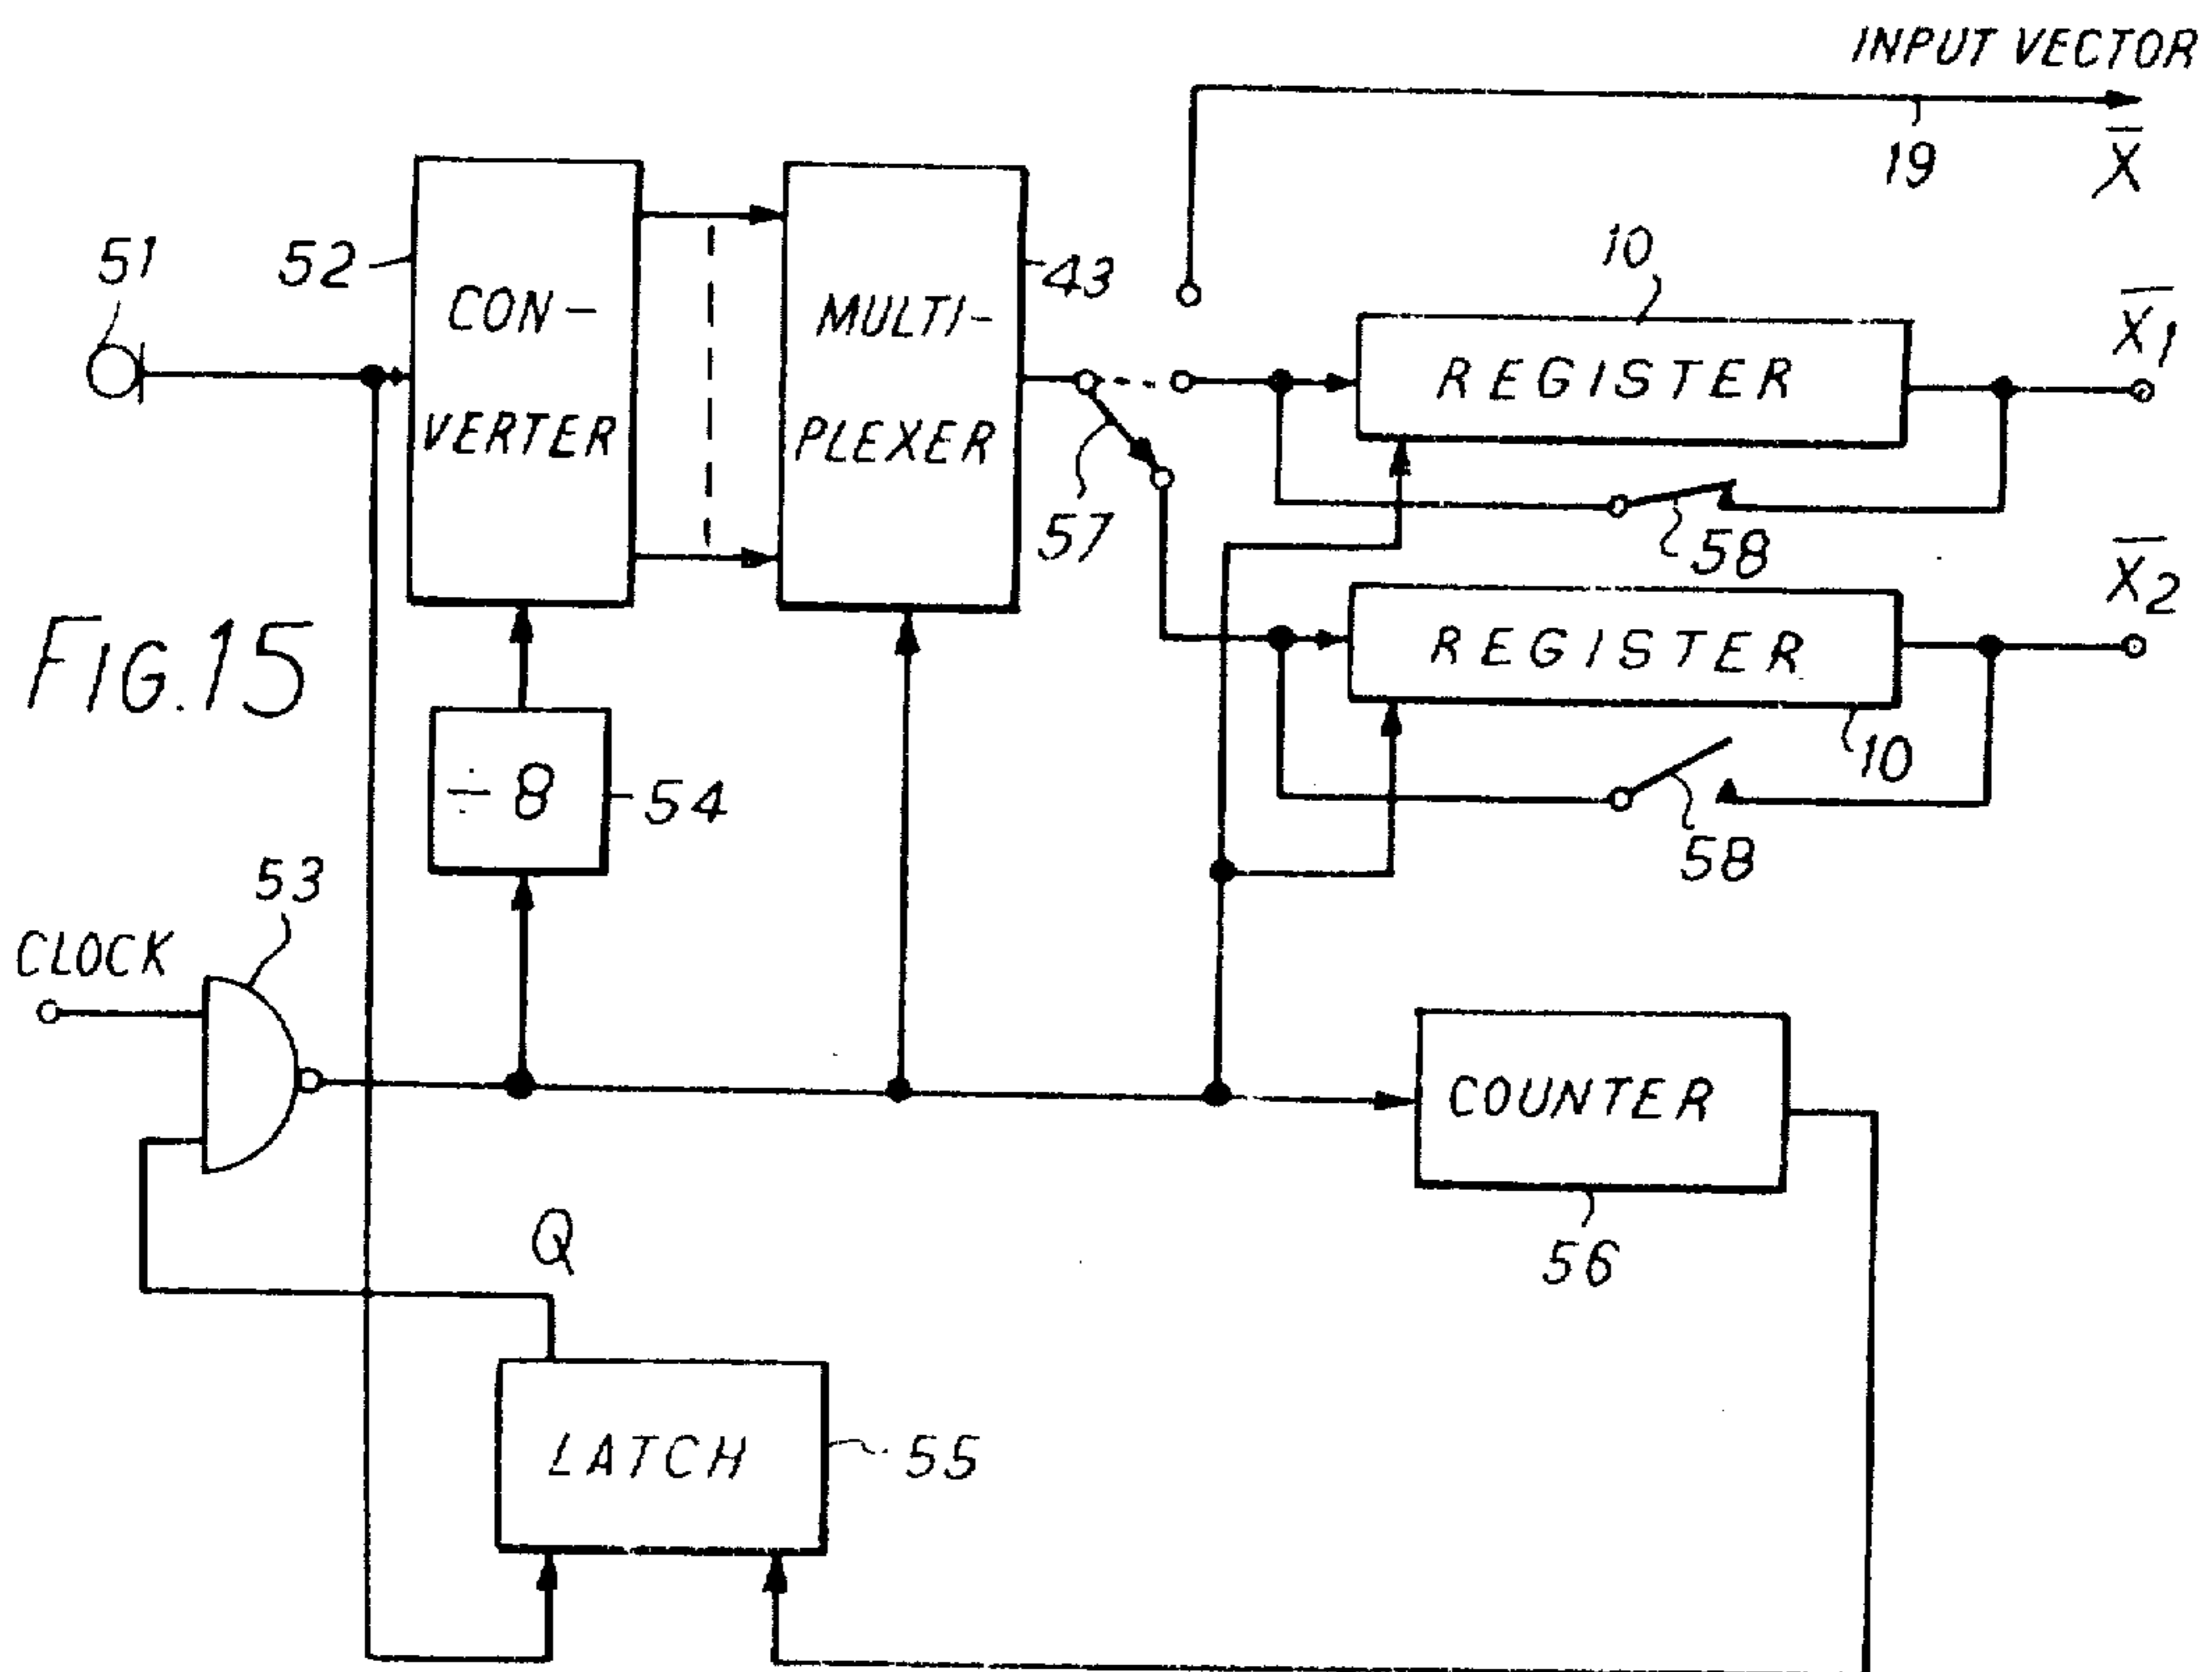 INPUT VECTOR
19
X̅
51
52
CON-
VERTER
MULTI-
PLEXER
43
10
REGISTER
X̅1
57
58
X̅2
REGISTER
10
58
FIG.15
÷8
54
53
CLOCK
COUNTER
56
Q
LATCH
55